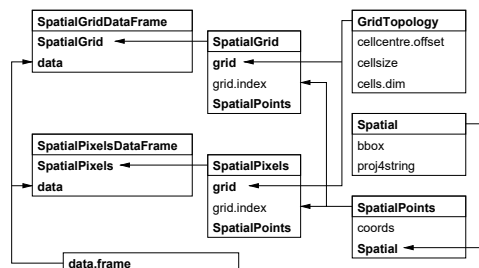 SpatialGridDataFrame
SpatialGrid
data
SpatialGrid
grid
grid.index
SpatialPoints
GridTopology
cellcentre.offset
cellsize
cells.dim
SpatialPixelsDataFrame
SpatialPixels
data
SpatialPixels
grid
grid.index
SpatialPoints
Spatial
bbox
proj4string
SpatialPoints
coords
Spatial
data.frame